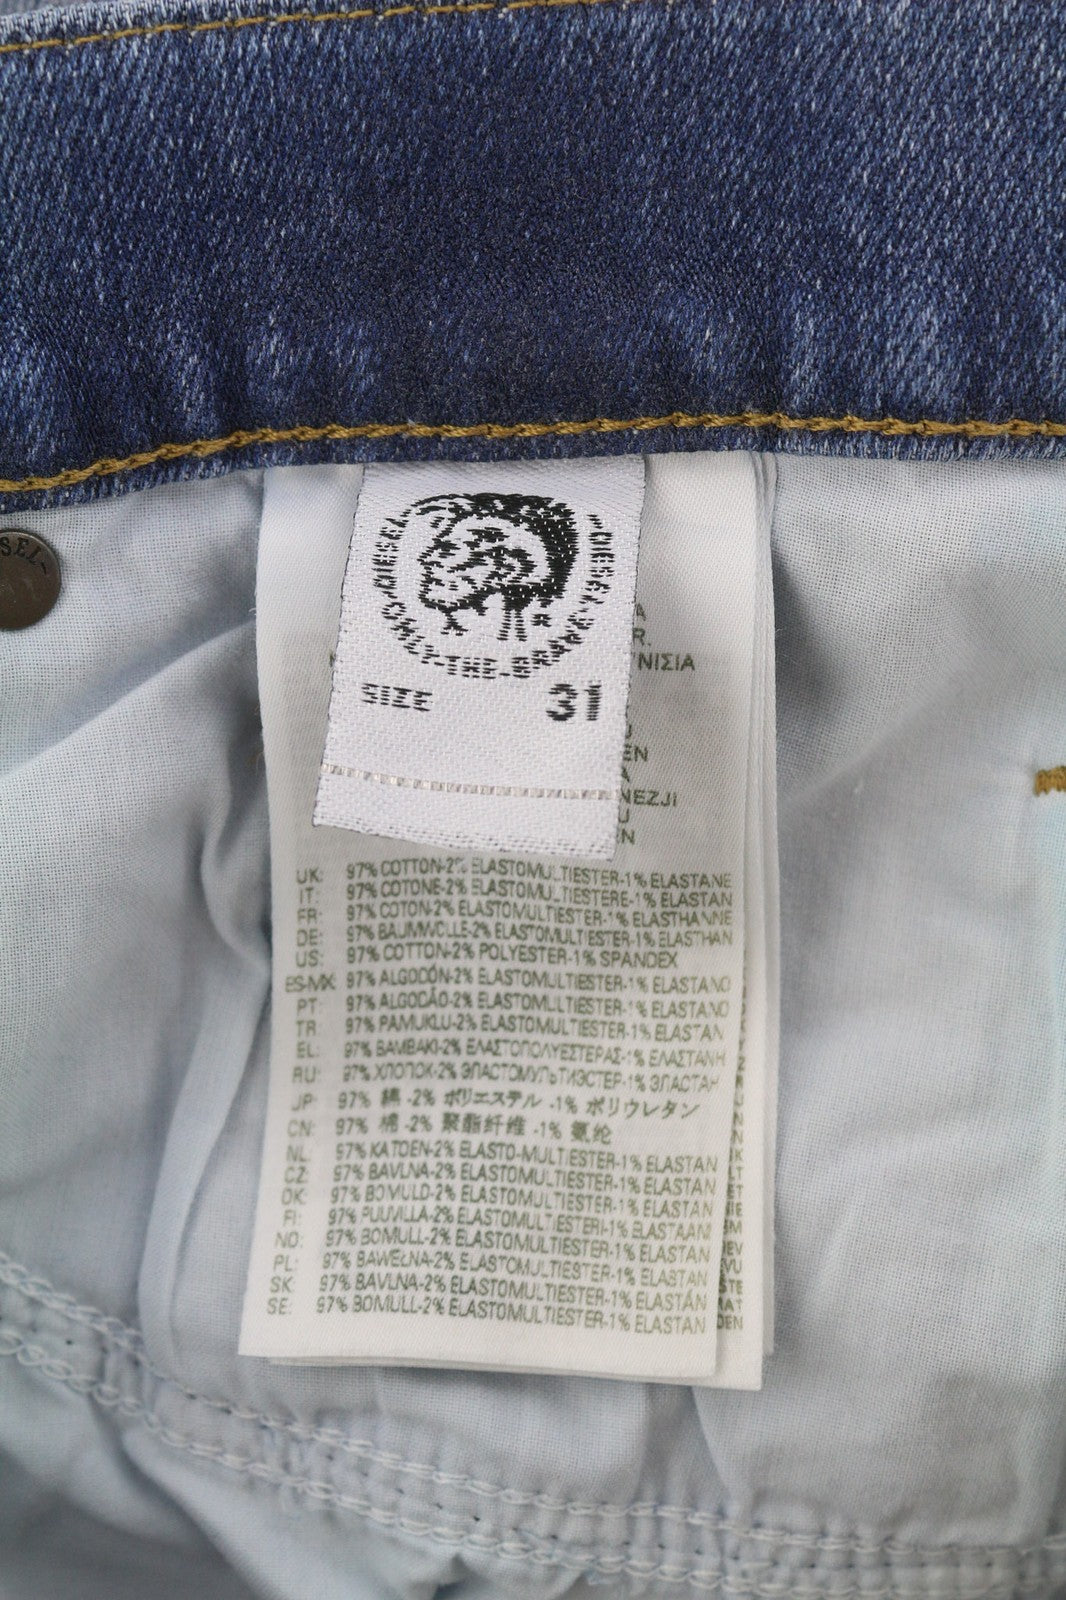 SEL-
-DIESEL-
-DIESEL-
ONLY-THE-BRAVE
SIZE 31
R.
ΥΝΙΣΙΑ
EN
NEZJI
UK: 97% COTTON-2% ELASTOMULTIESTER-1% ELASTANE
IT: 97% COTONE-2% ELASTOMULTIESTERE-1% ELASTAN
FR: 97% COTON-2% ELASTOMULTIESTER-1% ELASTHANNE
DE: 97% BAUMWOLLE-2% ELASTOMULTIESTER-1% ELASTHAN
US: 97% COTTON-2% POLYESTER-1% SPANDEX
ES-MX: 97% ALGODÓN-2% ELASTOMULTIESTER-1% ELASTANO
PT: 97% ALGODÃO-2% ELASTOMULTIESTER-1% ELASTANO
TR: 97% PAMUKLU-2% ELASTOMULTIESTER-1% ELASTAN
EL: 97% ΒΑΜΒΑΚΙ-2% ΕΛΑΣΤΟΠΟΛΥΕΣΤΕΡΑΣ-1% ΕΛΑΣΤΑΝΗ
RU: 97% ХЛОПОК-2% ЭЛАСТОМУЛЬТИЭСТЕР-1% ЭЛАСТАН
JP: 97% 綿 -2% ポリエステル -1% ポリウレタン
CN: 97% 棉 -2% 聚酯纤维 -1% 氨纶
NL: 97% KATOEN-2% ELASTO-MULTIESTER-1% ELASTAN
CZ: 97% BAVLNA-2% ELASTOMULTIESTER-1% ELASTAN
DK: 97% BOMULD-2% ELASTOMULTIESTER-1% ELASTAN
FI: 97% PUUVILLA-2% ELASTOMULTIESTERI-1% ELASTAANI
NO: 97% BOMULL-2% ELASTOMULTIESTER-1% ELASTAN
PL: 97% BAWEŁNA-2% ELASTOMULTIESTER-1% ELASTAN
SK: 97% BAVLNA-2% ELASTOMULTIESTER-1% ELASTÁN
SE: 97% BOMULL-2% ELASTOMULTIESTER-1% ELASTAN